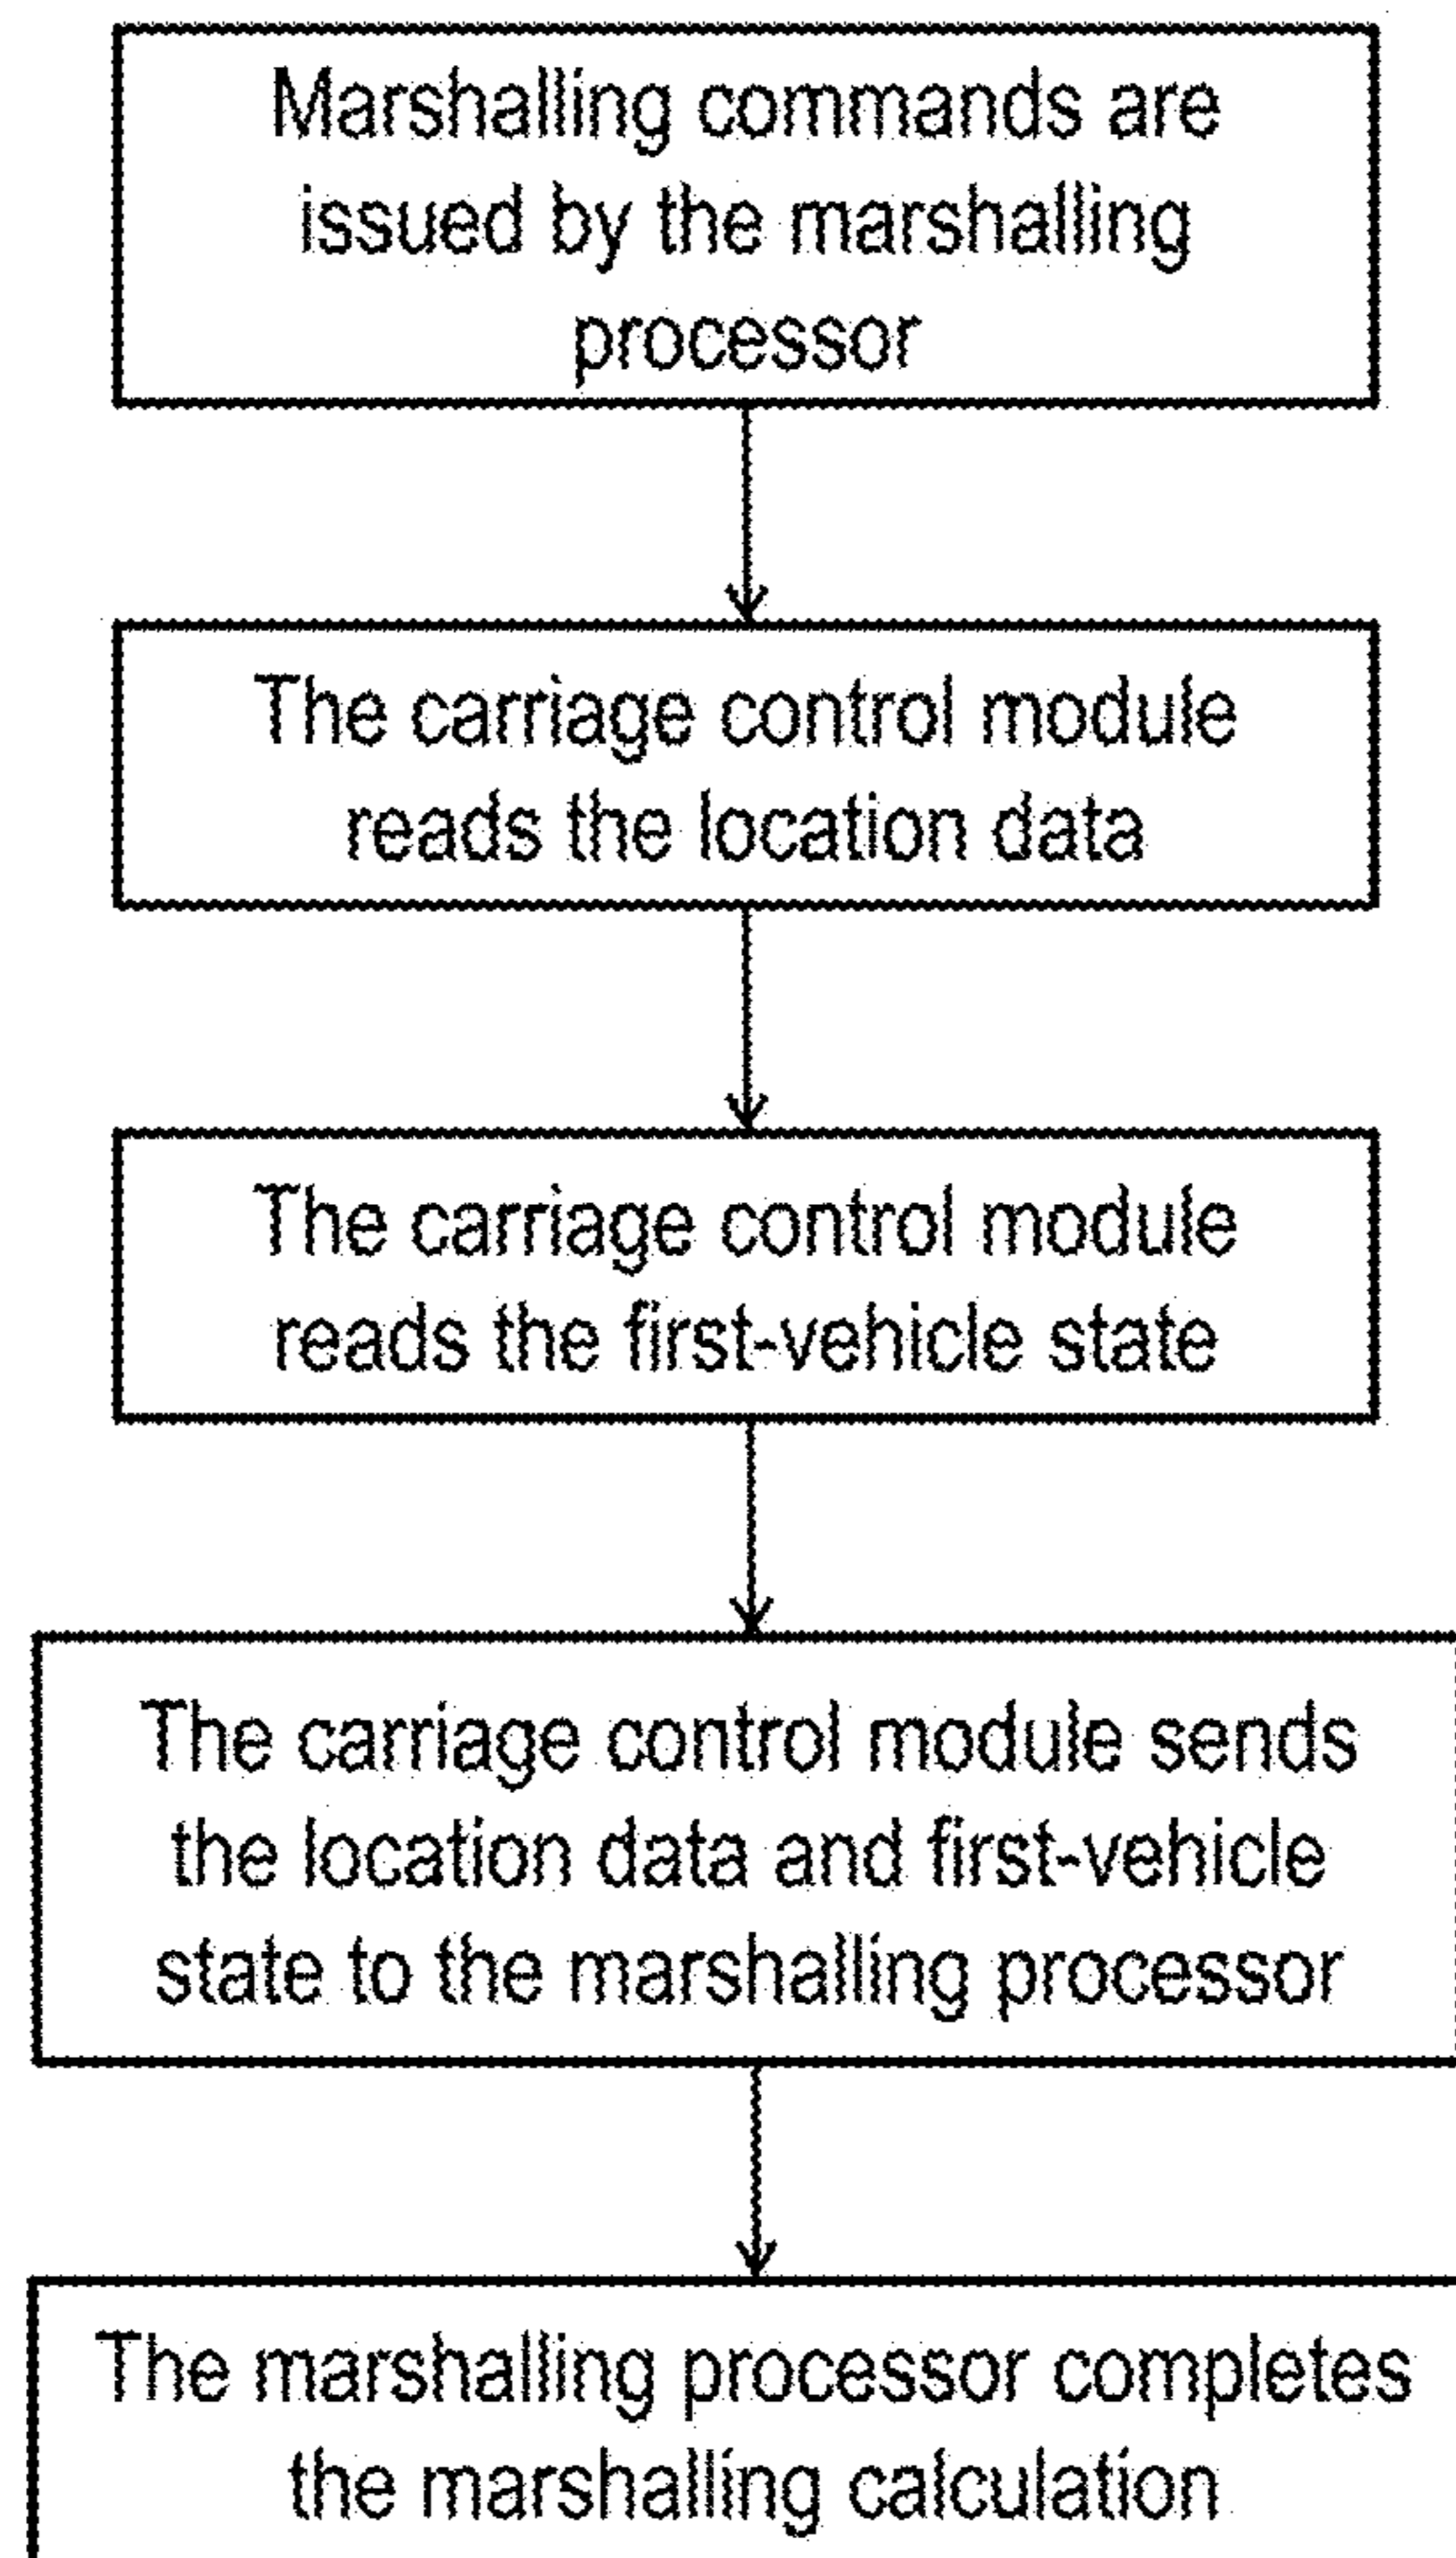 Marshalling commands are
issued by the marshalling
processor
The carriage control module
reads the location data
The carriage control module
reads the first-vehicle state
The carriage control module sends
the location data and first-vehicle
state to the marshalling processor
The marshalling processor completes
the marshalling calculation